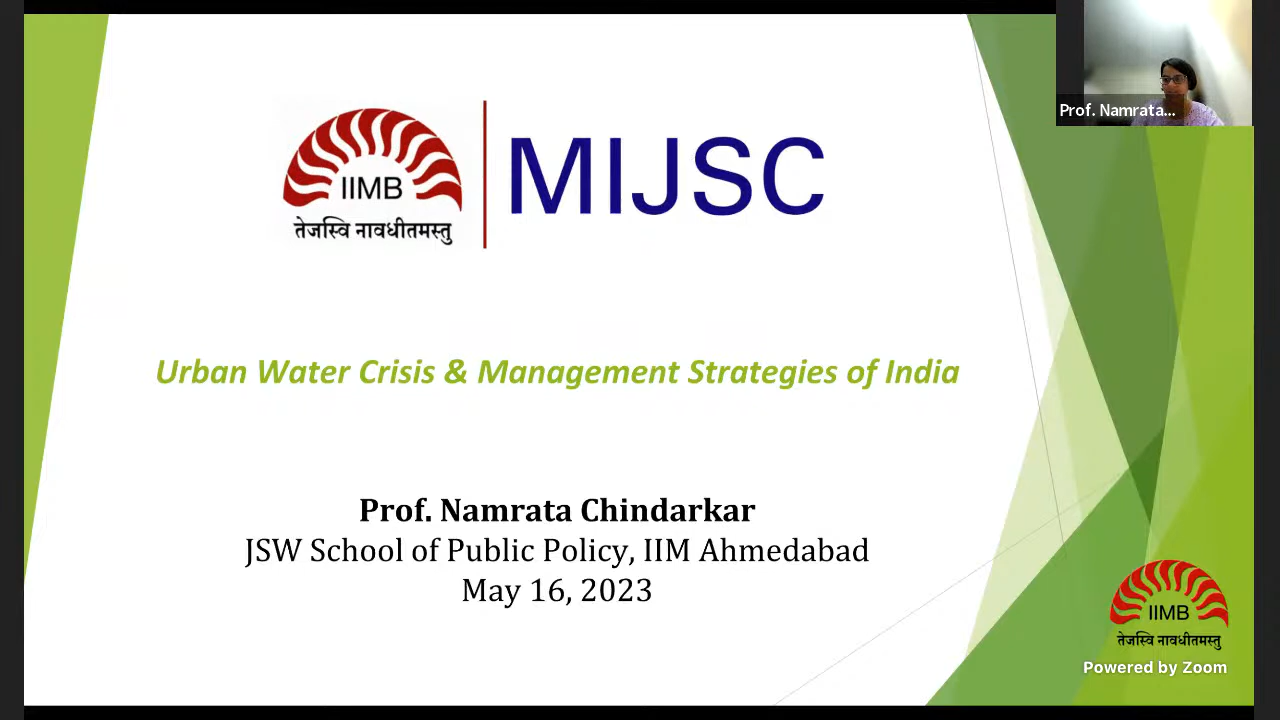 Prof. Namrata...
IIMB
तेजस्वि नावधीतमस्तु
MIJSC
Urban Water Crisis & Management Strategies of India
Prof. Namrata Chindarkar
JSW School of Public Policy, IIM Ahmedabad
May 16, 2023
IIMB
तेजस्वि नावधीतमस्तु
Powered by Zoom